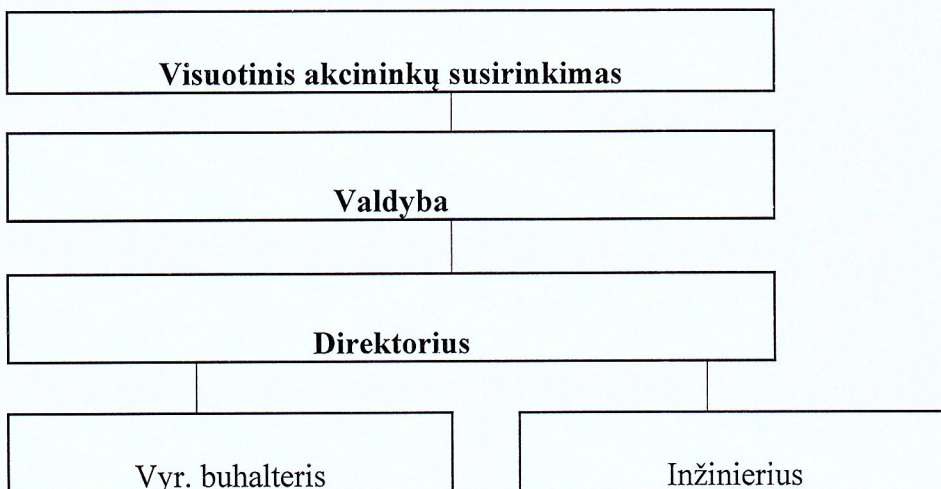 Visuotinis akcininkų susirinkimas
Valdyba
Direktorius
Vyr. buhalteris
Inžinierius